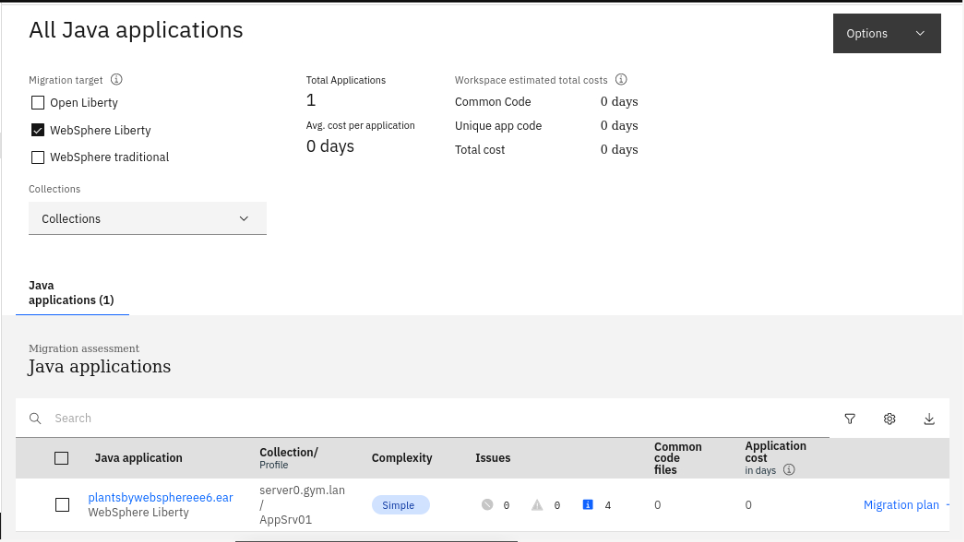 All Java applications
Options
Migration target
Open Liberty
WebSphere Liberty
WebSphere traditional
Total Applications
1
Avg. cost per application
0 days
Workspace estimated total costs
Common Code 0 days
Unique app code 0 days
Total cost 0 days
Collections
Collections
Java
applications (1)
Migration assessment
Java applications
Search
Java application
Collection/
Profile
Complexity
Issues
Common
code
files
Application
cost
in days
plantsbywebsphereee6.ear
WebSphere Liberty
server0.gym.lan
/
AppSrv01
Simple
0 0 4
0
0
Migration plan